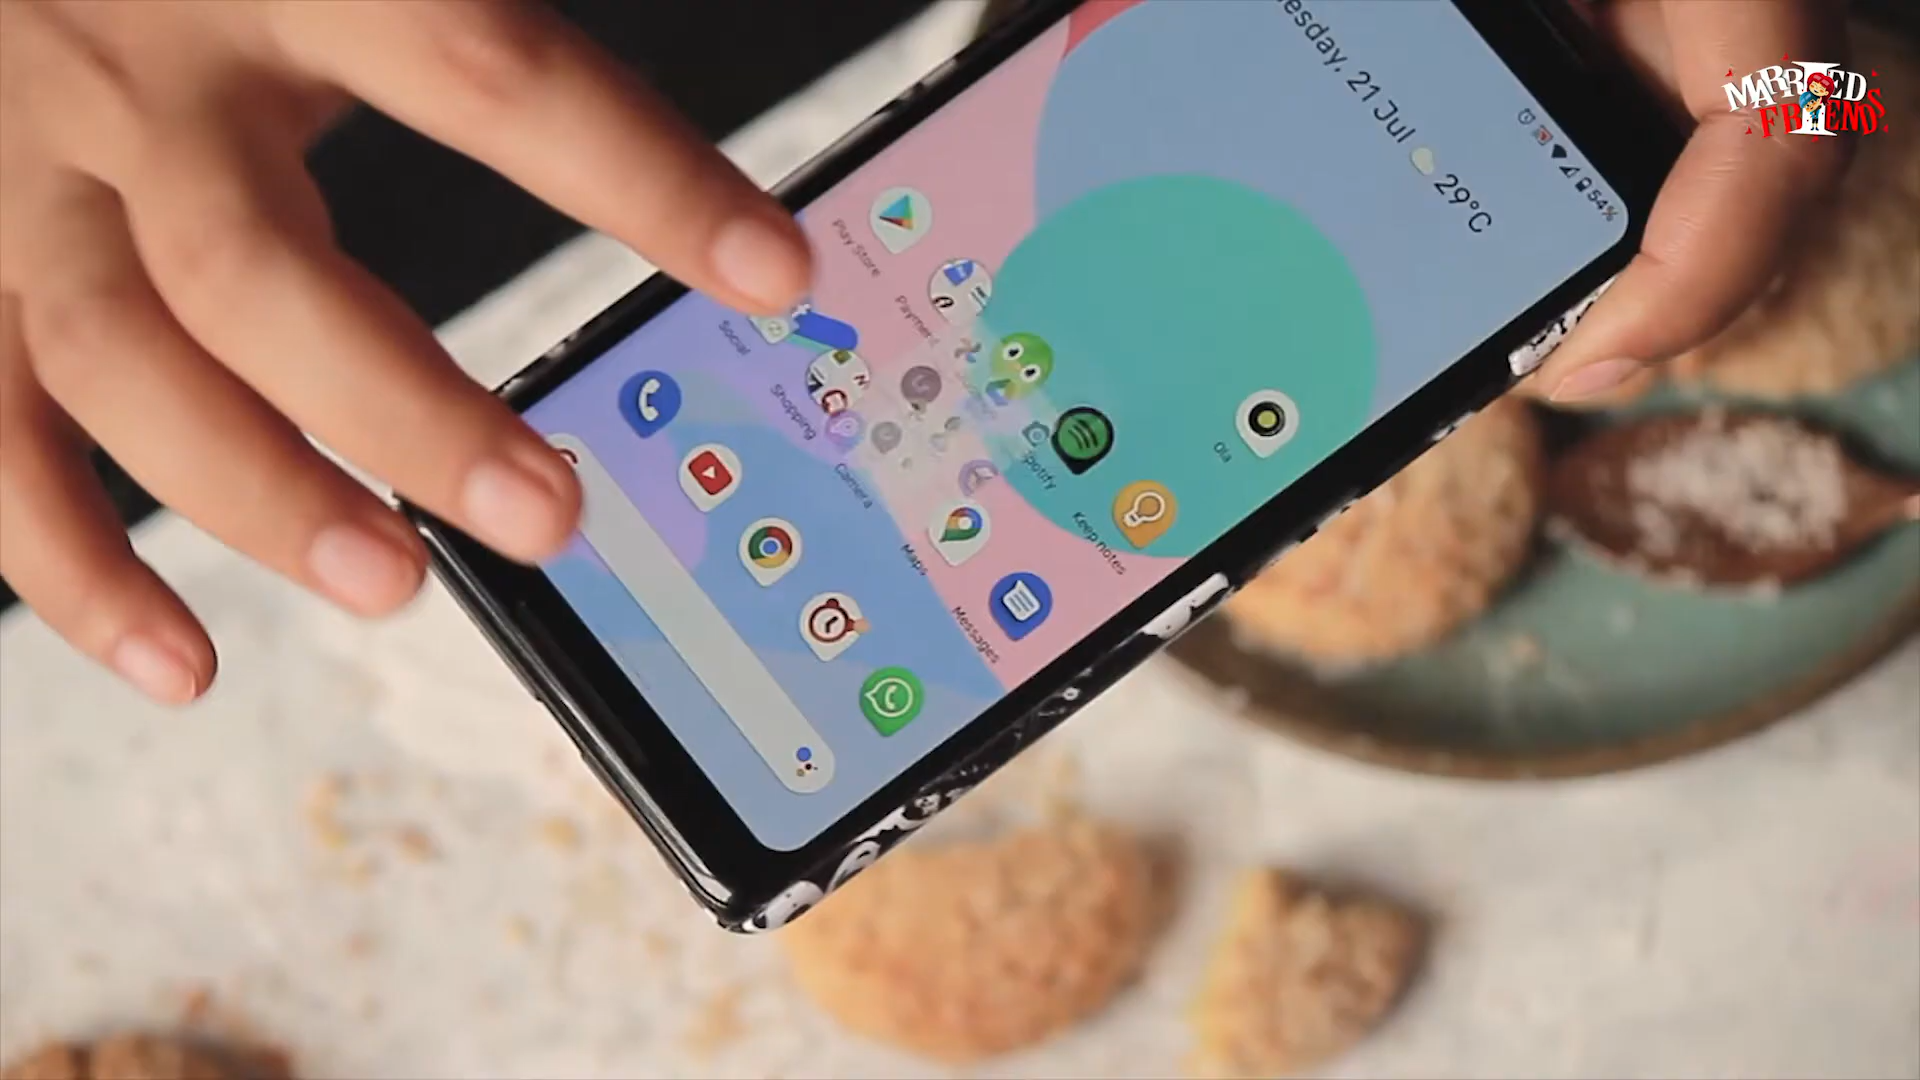 MARRIED
FRIENDS
esday, 21 Jul 29°C
54%
Play Store
Payment
Social
Shopping
Camera
Spotify
Ola
Keep notes
Maps
Messages